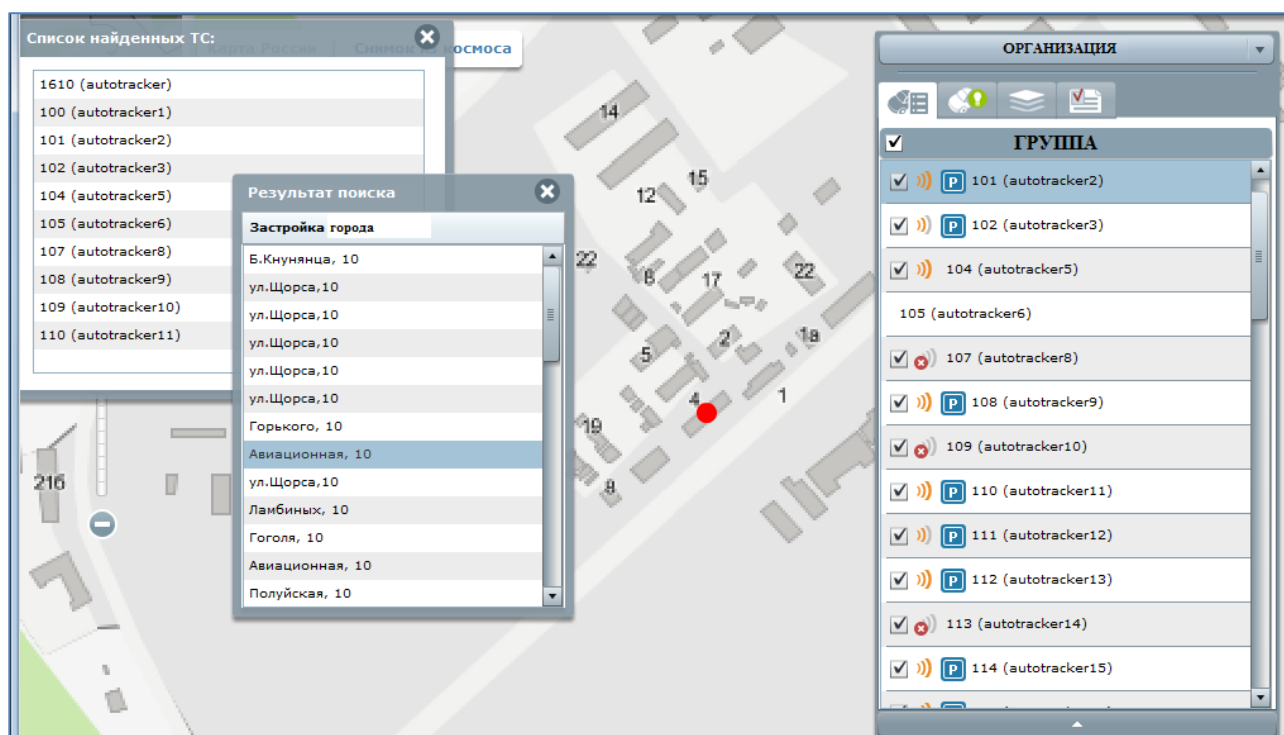 Список найденных ТС:
Карта России | Снимок из космоса
1610 (autotracker)
100 (autotracker1)
101 (autotracker2)
102 (autotracker3)
104 (autotracker5)
105 (autotracker6)
107 (autotracker8)
108 (autotracker9)
109 (autotracker10)
110 (autotracker11)
Результат поиска
Застройка города
Б.Кнунянца, 10
ул.Щорса,10
ул.Щорса,10
ул.Щорса,10
ул.Щорса,10
ул.Щорса,10
Горького, 10
Авиационная, 10
ул.Щорса,10
Ламбиных, 10
Гоголя, 10
Авиационная, 10
Полуйская, 10
14
15
12
22
6
17
22
2
1а
5
4
1
19
9
216
ОРГАНИЗАЦИЯ
ГРУППА
P 101 (autotracker2)
P 102 (autotracker3)
104 (autotracker5)
105 (autotracker6)
107 (autotracker8)
P 108 (autotracker9)
109 (autotracker10)
P 110 (autotracker11)
P 111 (autotracker12)
P 112 (autotracker13)
113 (autotracker14)
P 114 (autotracker15)